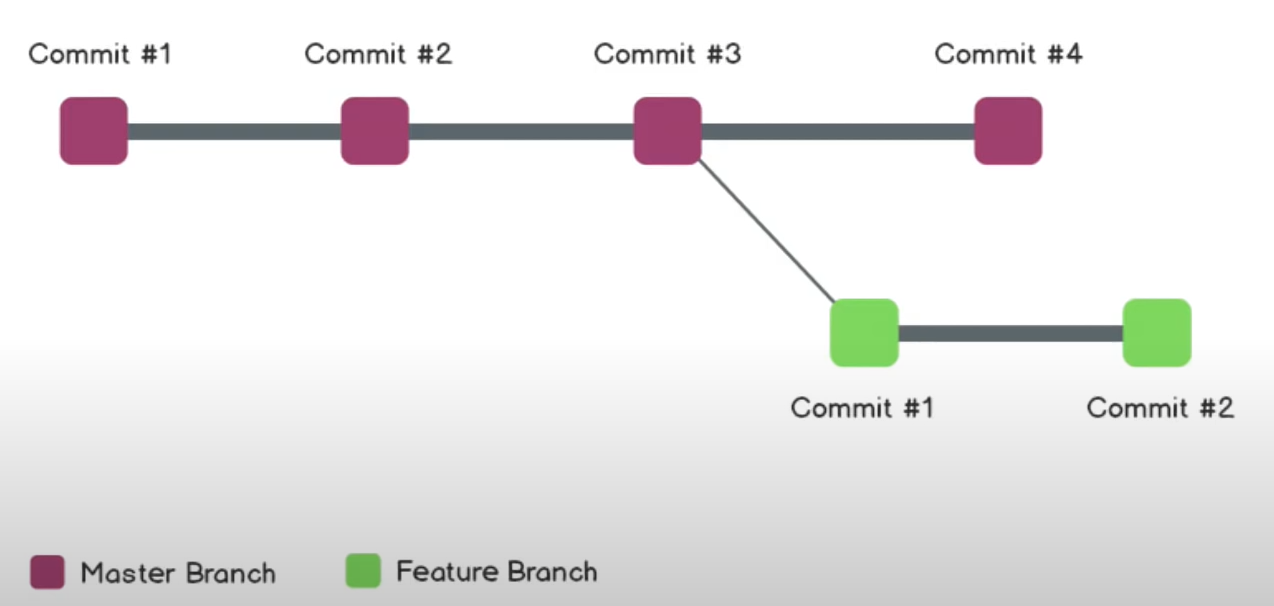 Commit #1
Commit #2
Commit #3
Commit #4
Commit #1
Commit #2
Master Branch
Feature Branch